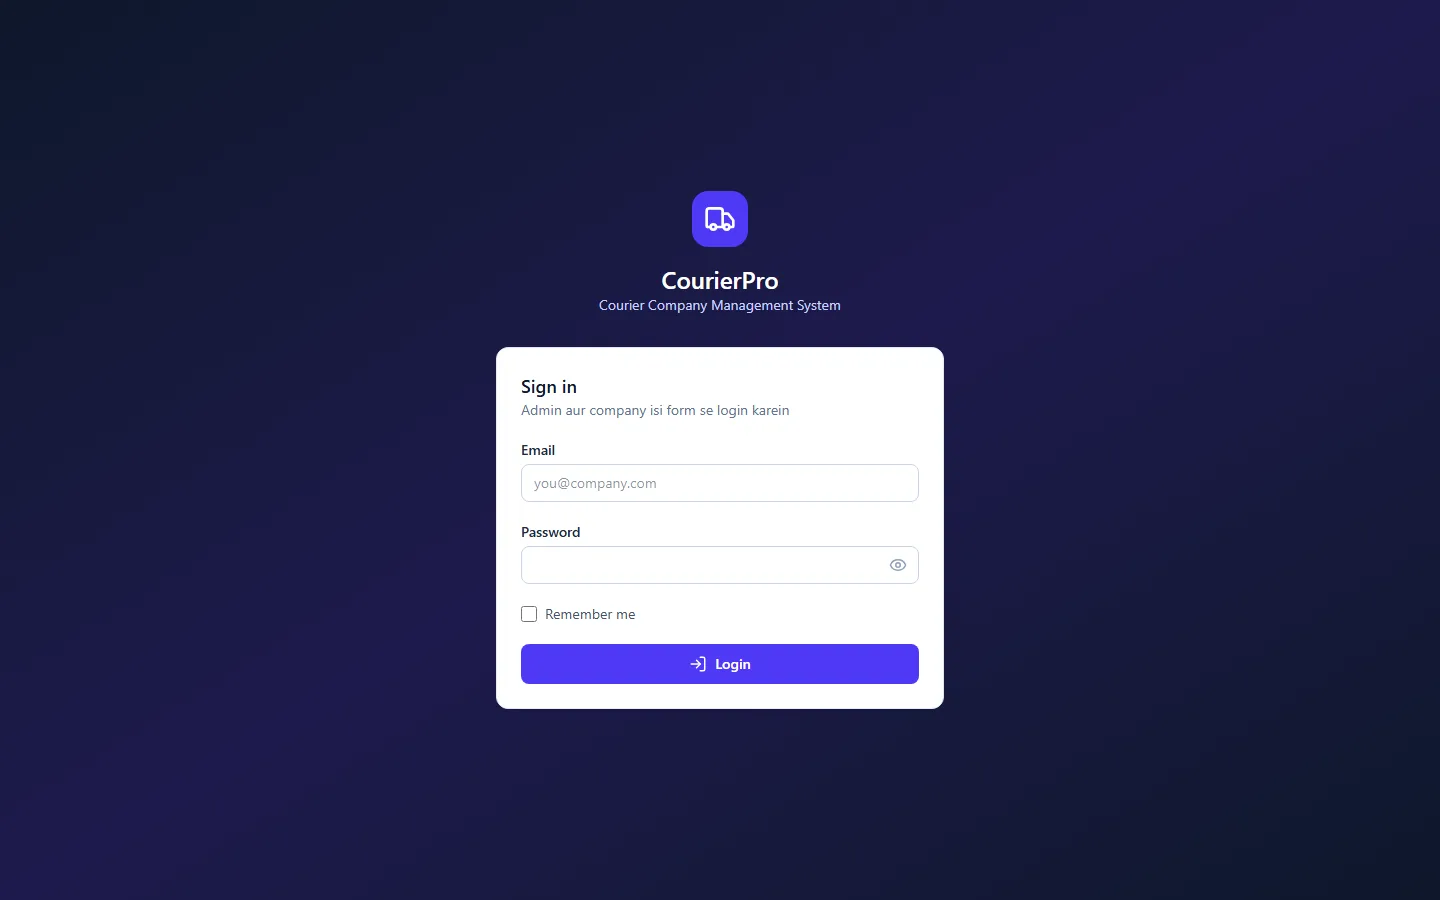 CourierPro
Courier Company Management System
Sign in
Admin aur company isi form se login karein
Email
you@company.com
Password
Remember me
Login